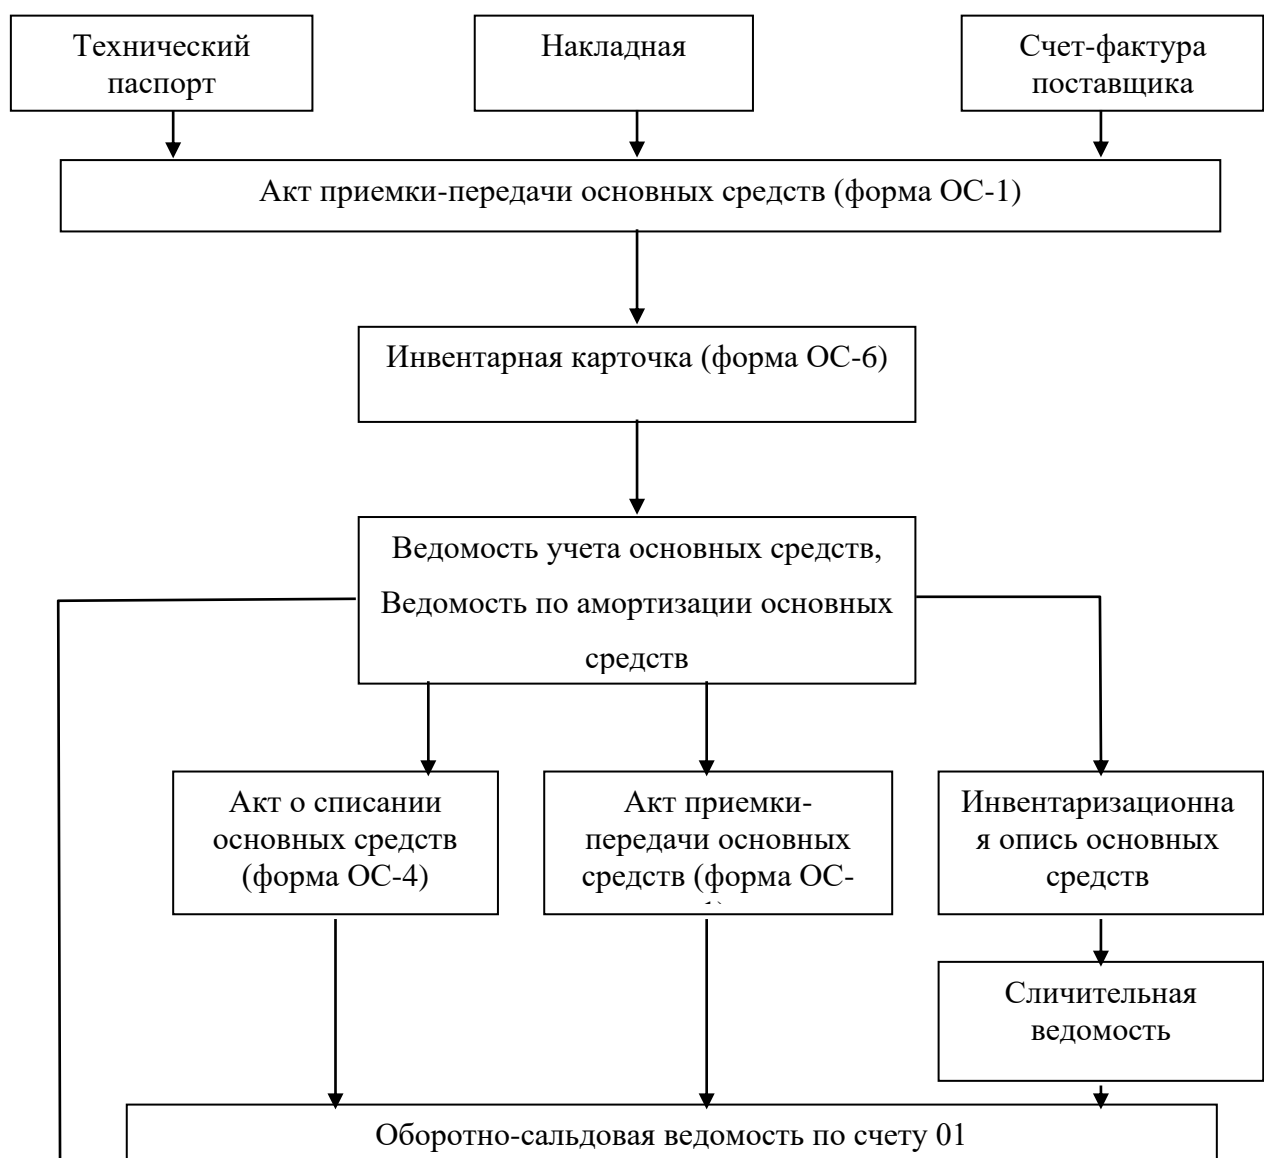 Технический
паспорт
Накладная
Счет-фактура
поставщика
Акт приемки-передачи основных средств (форма ОС-1)
Инвентарная карточка (форма ОС-6)
Ведомость учета основных средств,
Ведомость по амортизации основных
средств
Акт о списании
основных средств
(форма ОС-4)
Акт приемки-
передачи основных
средств (форма ОС-
Инвентаризационна
я опись основных
средств
Сличительная
ведомость
Оборотно-сальдовая ведомость по счету 01